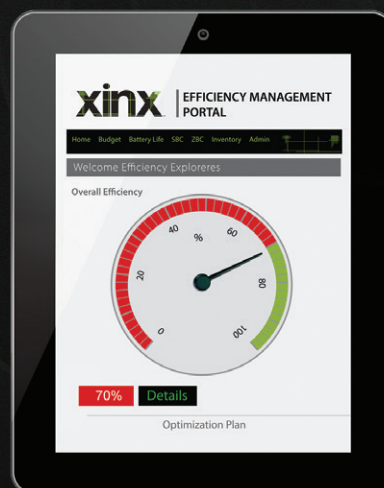 xinx
EFFICIENCY MANAGEMENT
PORTAL
Home Budget Battery Life SBC ZBC Inventory Admin
Welcome Efficiency Exploreres
Overall Efficiency
0
20
40
%
60
80
100
70% Details
Optimization Plan